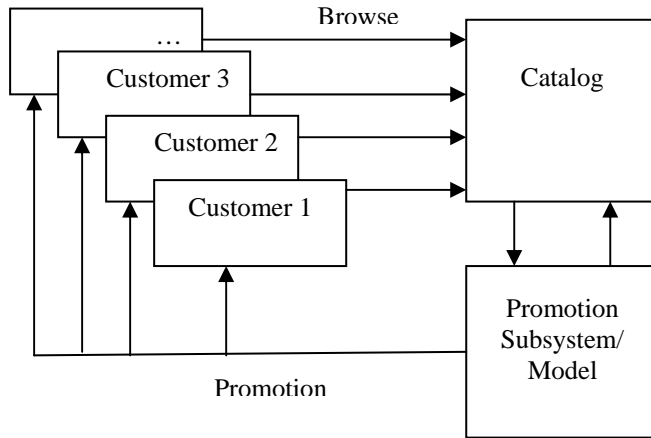 Browse
…
Customer 3
Catalog
Customer 2
Customer 1
Promotion
Subsystem/
Model
Promotion